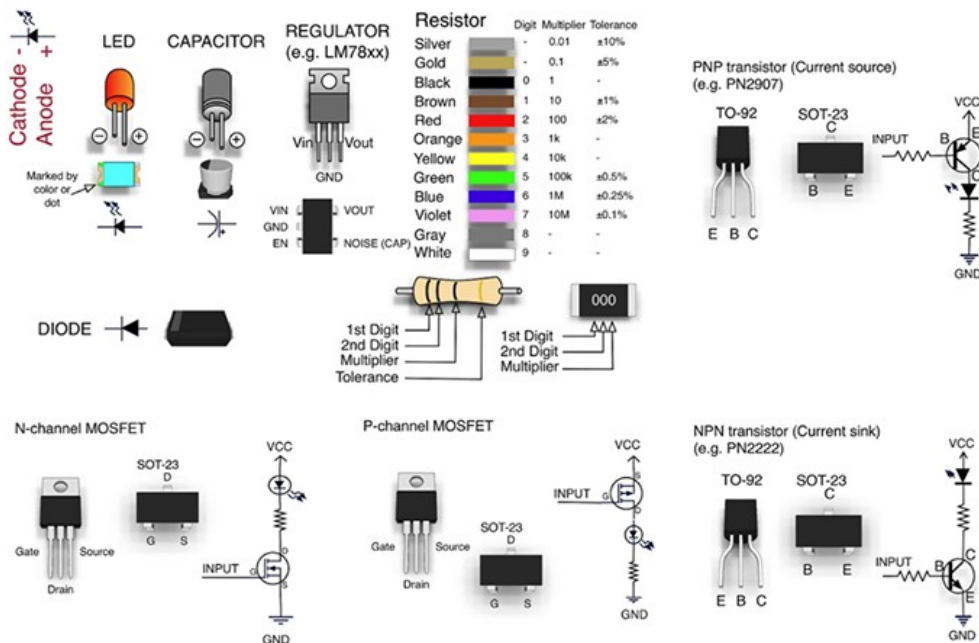 Cathode -
Anode +
LED
CAPACITOR
REGULATOR
(e.g. LM78xx)
Vin
Vout
GND
Marked by
color or
dot
VIN
VOUT
GND
EN
NOISE (CAP)
DIODE
Resistor
Digit Multiplier Tolerance
Silver - 0.01 ±10%
Gold - 0.1 ±5%
Black 0 1 -
Brown 1 10 ±1%
Red 2 100 ±2%
Orange 3 1k -
Yellow 4 10k -
Green 5 100k ±0.5%
Blue 6 1M ±0.25%
Violet 7 10M ±0.1%
Gray 8 - -
White 9 - -
1st Digit
2nd Digit
Multiplier
Tolerance
000
1st Digit
2nd Digit
Multiplier
PNP transistor (Current source)
(e.g. PN2907)
TO-92
E B C
SOT-23
C
B E
VCC
INPUT
B
E
C
GND
N-channel MOSFET
Gate
Source
Drain
SOT-23
D
G S
VCC
INPUT
D
G
S
GND
P-channel MOSFET
Gate
Source
Drain
SOT-23
D
G S
VCC
INPUT
S
G
D
GND
NPN transistor (Current sink)
(e.g. PN2222)
TO-92
E B C
SOT-23
C
B E
VCC
INPUT
C
B
E
GND